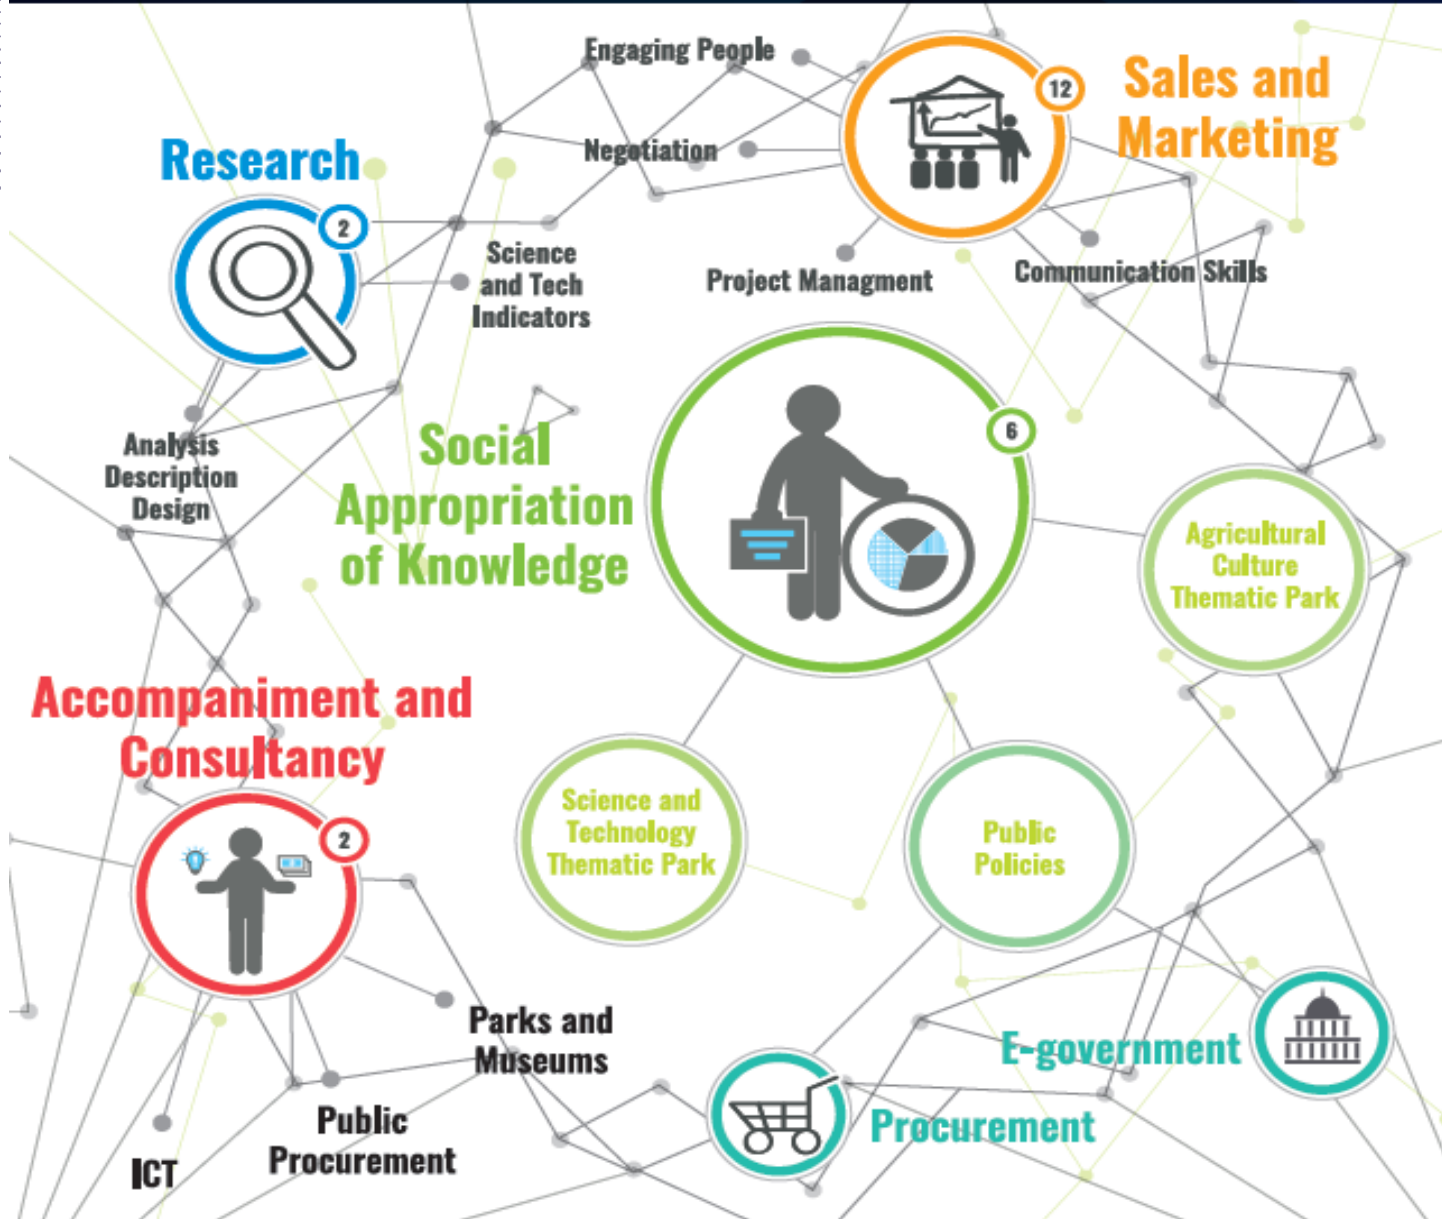 Engaging People
12
Sales and
Marketing
Negotiation
Research
2
Science
and Tech
Indicators
Project Managment
Communication Skills
Analysis
Description
Design
Social
Appropriation
of Knowledge
6
Agricultural
Culture
Thematic Park
Accompaniment and
Consultancy
2
Science and
Technology
Thematic Park
Public
Policies
Parks and
Museums
E-government
Procurement
Public
Procurement
ICT